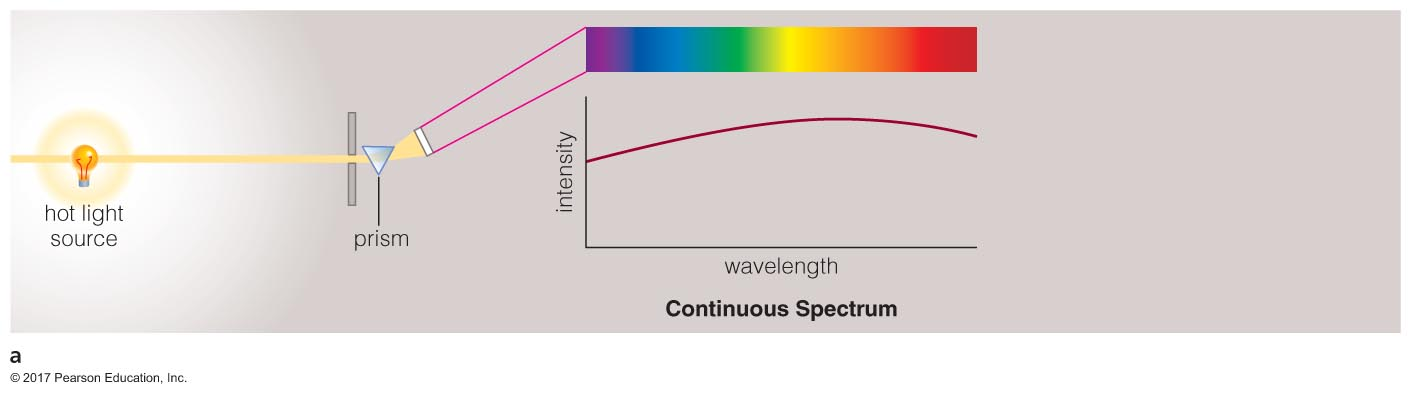 hot light
source
prism
intensity
wavelength
Continuous Spectrum
a
© 2017 Pearson Education, Inc.